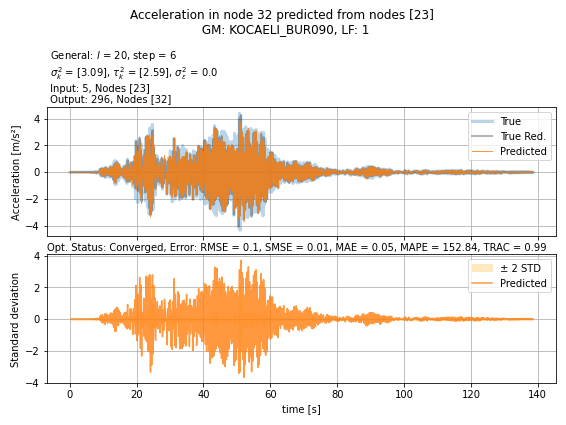 Acceleration in node 32 predicted from nodes [23]
GM: KOCAELI_BUR090, LF: 1
General: l = 20, step = 6
σ²ₖ = [3.09], τ²ₖ = [2.59], σ²ε = 0.0
Input: 5, Nodes [23]
Output: 296, Nodes [32]
Acceleration [m/s²]
4
2
0
−2
−4
True
True Red.
Predicted
Opt. Status: Converged, Error: RMSE = 0.1, SMSE = 0.01, MAE = 0.05, MAPE = 152.84, TRAC = 0.99
Standard deviation
4
2
0
−2
−4
± 2 STD
Predicted
0 20 40 60 80 100 120 140
time [s]